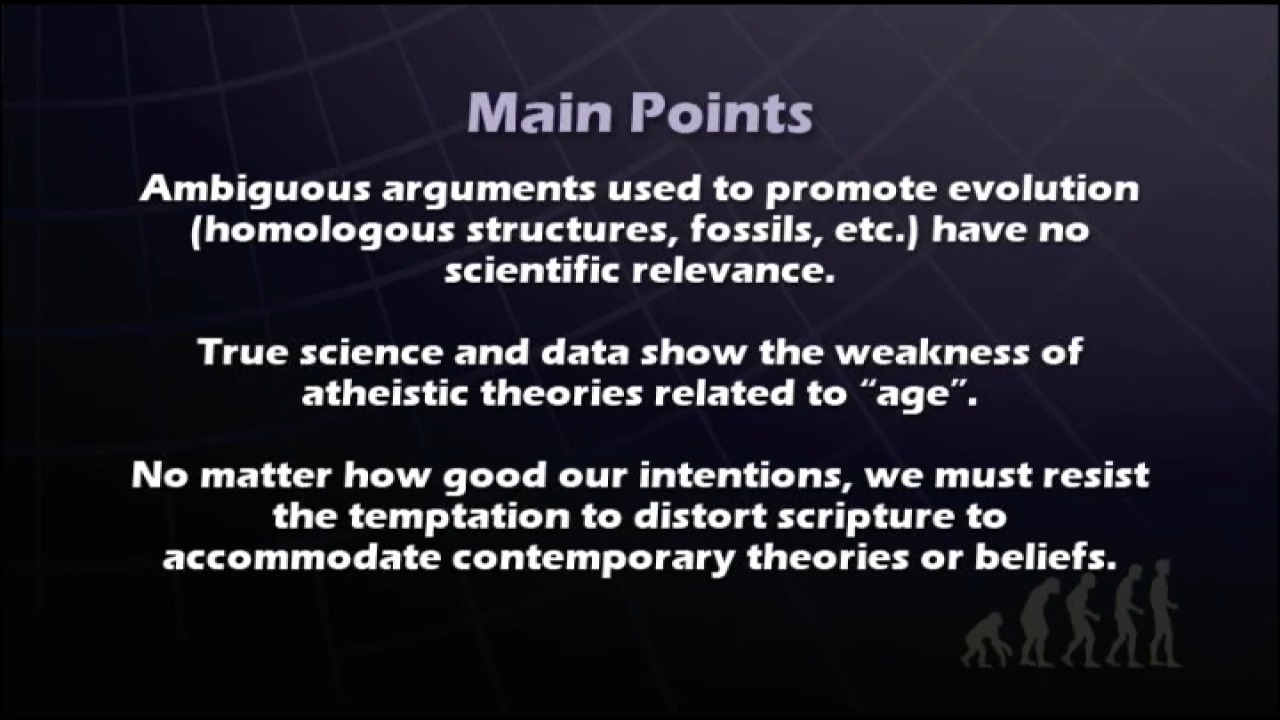 Main Points
Ambiguous arguments used to promote evolution
(homologous structures, fossils, etc.) have no
scientific relevance.
True science and data show the weakness of
atheistic theories related to “age”.
No matter how good our intentions, we must resist
the temptation to distort scripture to
accommodate contemporary theories or beliefs.